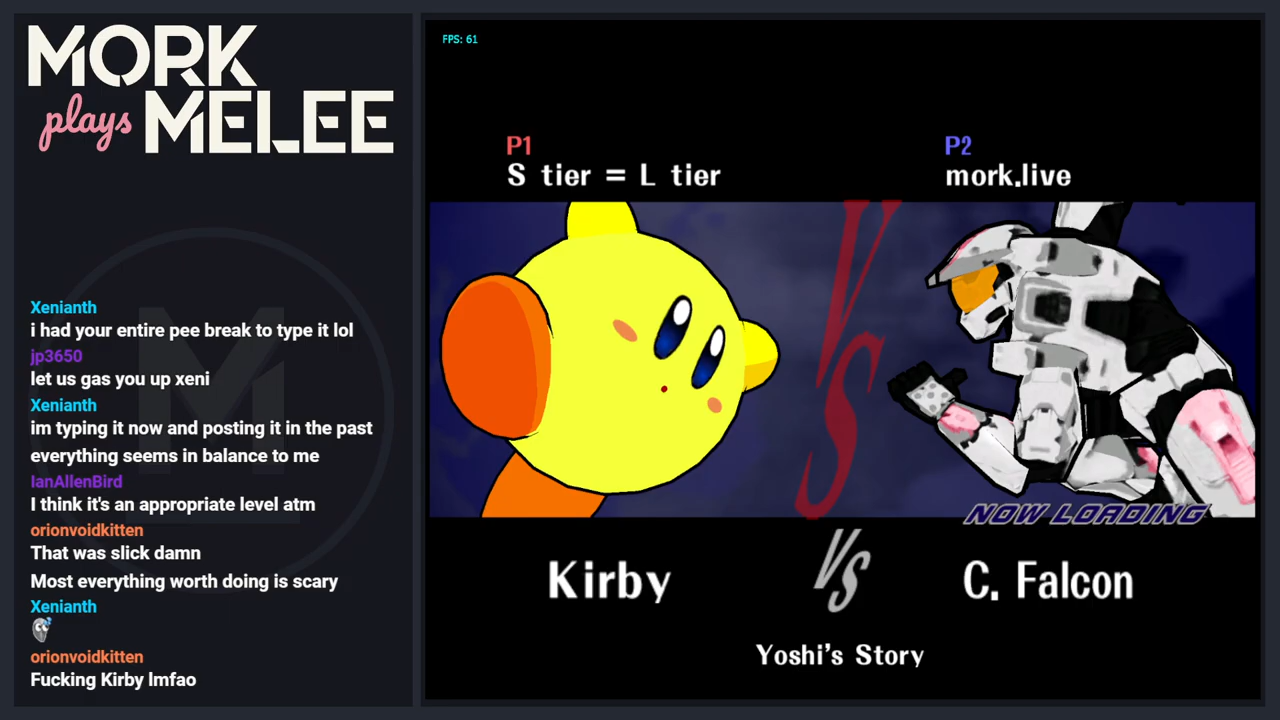 MORK
plays MELEE
FPS: 61
P1
S tier = L tier
P2
mork.live
VS
NOW LOADING
Kirby
VS
C. Falcon
Yoshi's Story
Xenianth
i had your entire pee break to type it lol
jp3650
let us gas you up xeni
Xenianth
im typing it now and posting it in the past
everything seems in balance to me
IanAllenBird
I think it's an appropriate level atm
orionvoidkitten
That was slick damn
Most everything worth doing is scary
Xenianth
orionvoidkitten
Fucking Kirby lmfao